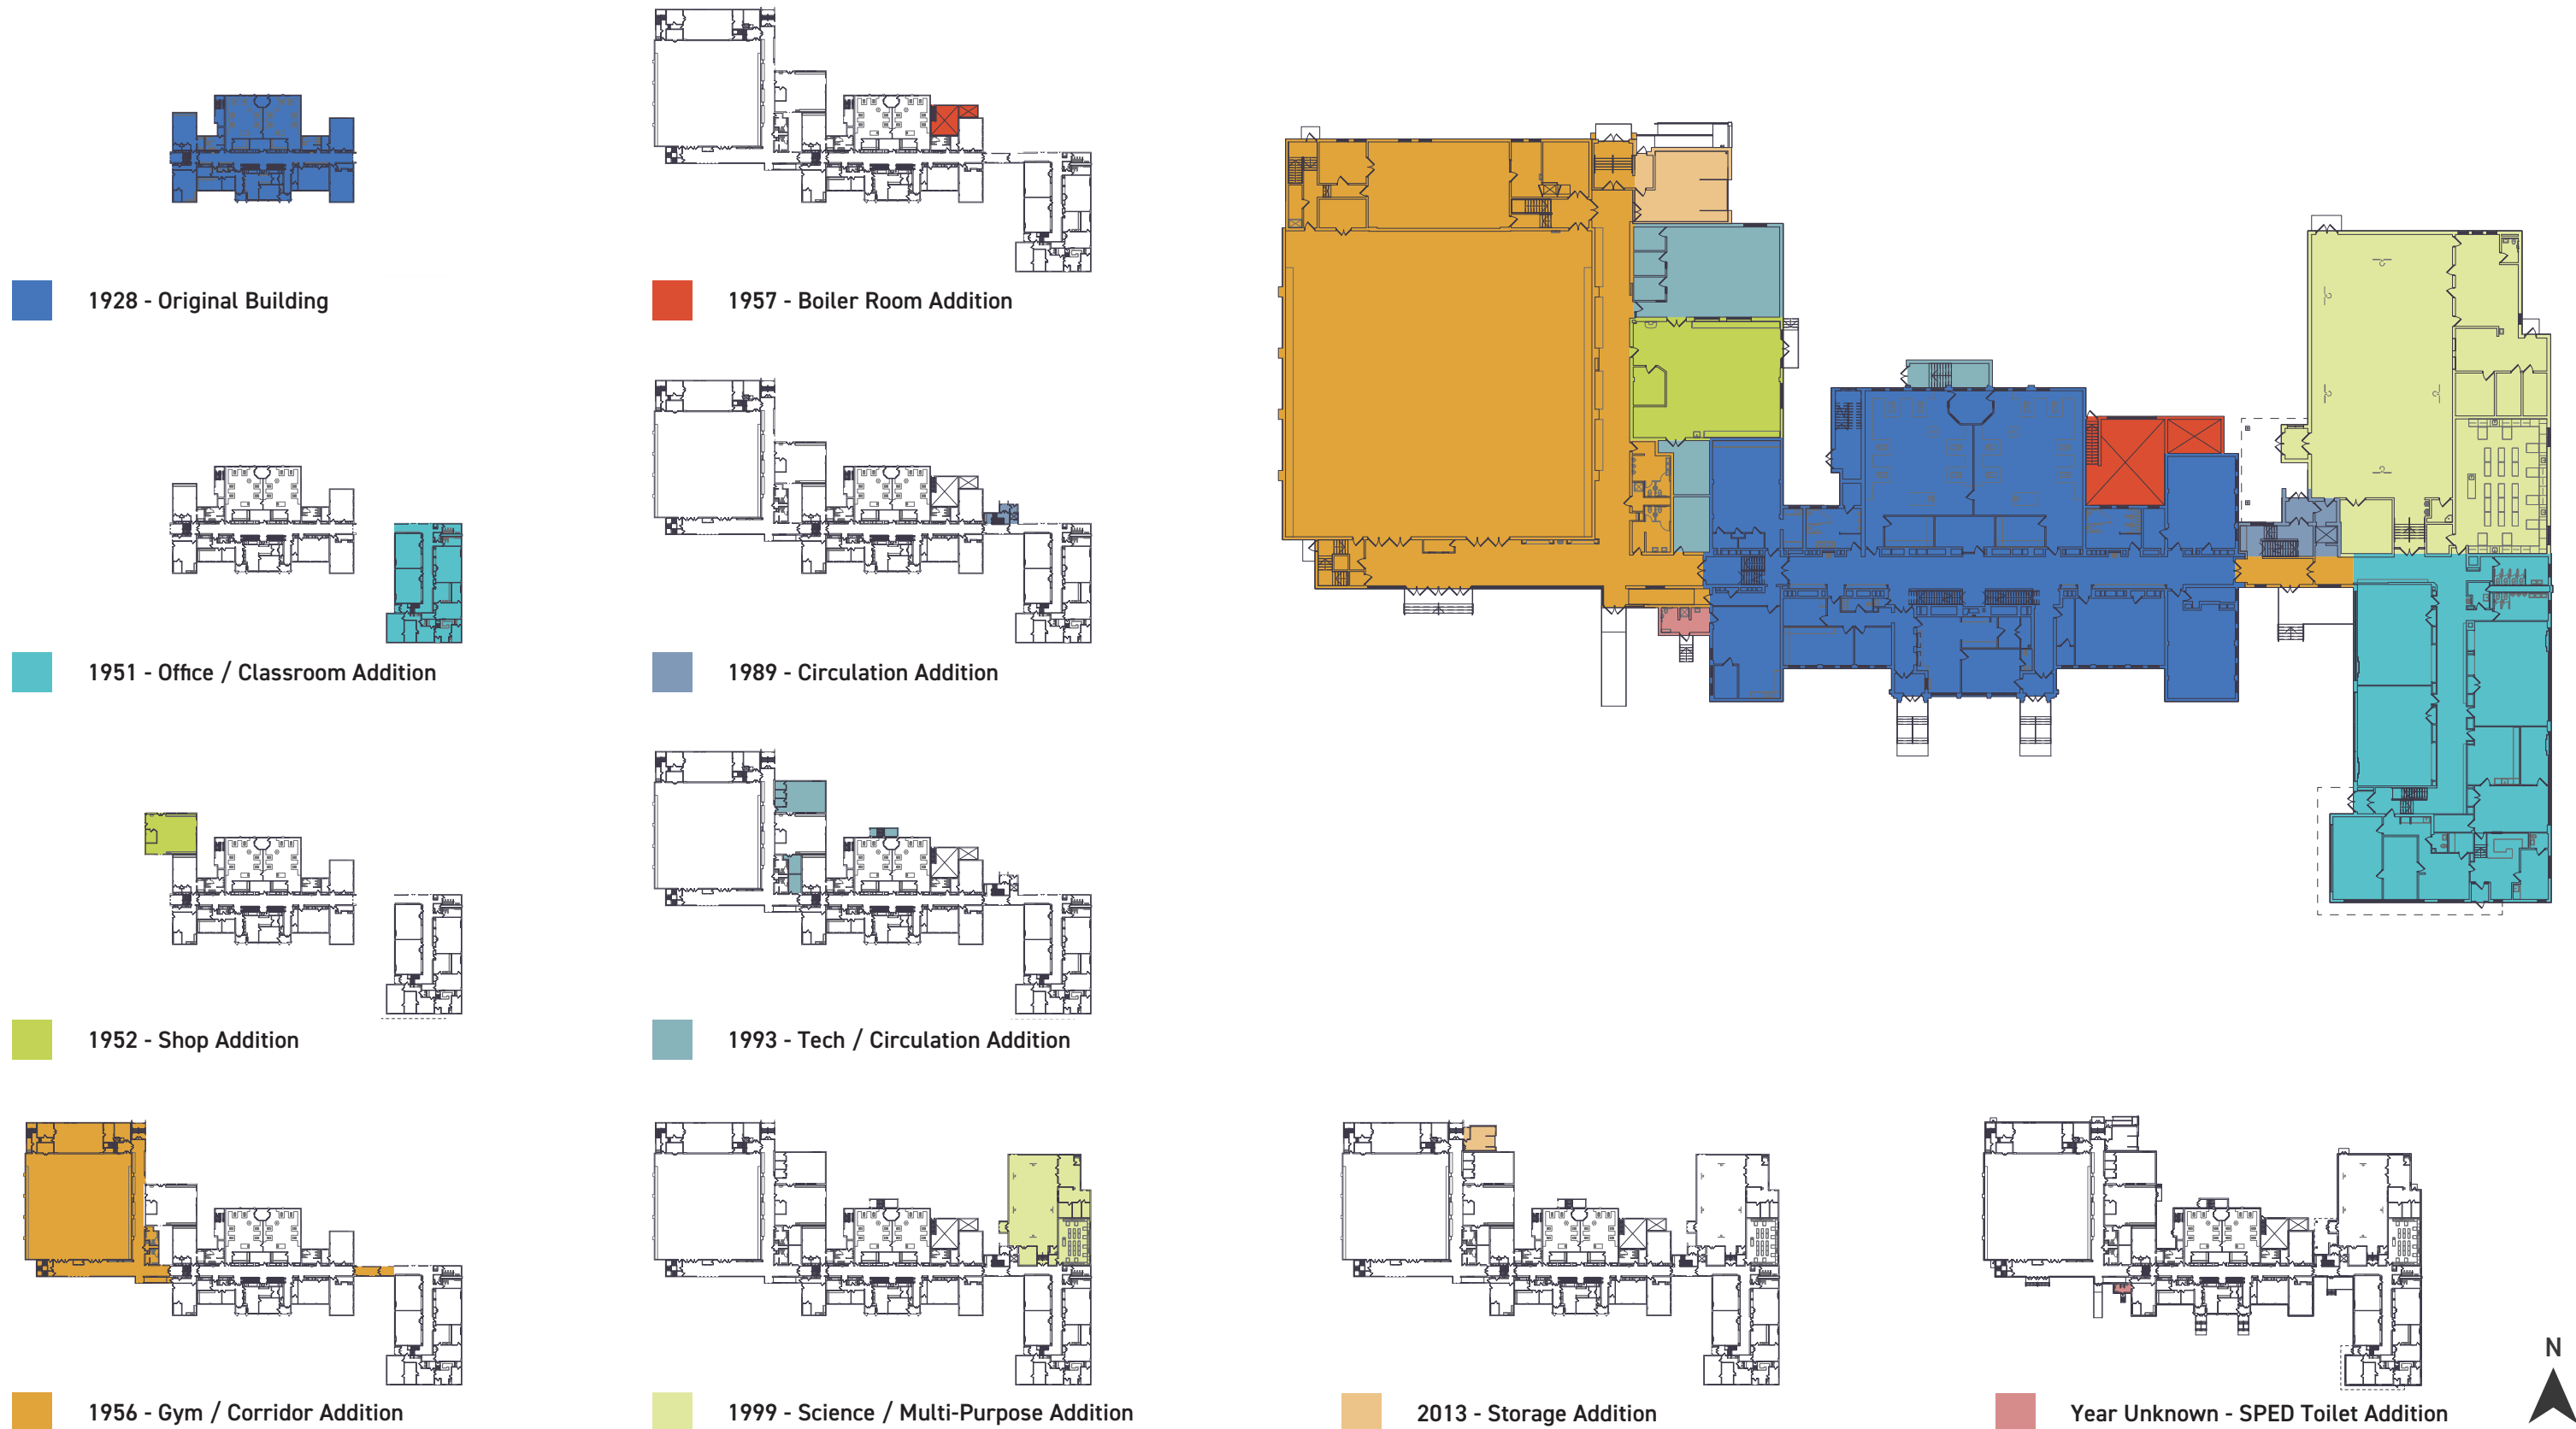 1928 - Original Building
1957 - Boiler Room Addition
1951 - Office / Classroom Addition
1989 - Circulation Addition
1952 - Shop Addition
1993 - Tech / Circulation Addition
1956 - Gym / Corridor Addition
1999 - Science / Multi-Purpose Addition
2013 - Storage Addition
Year Unknown - SPED Toilet Addition
N